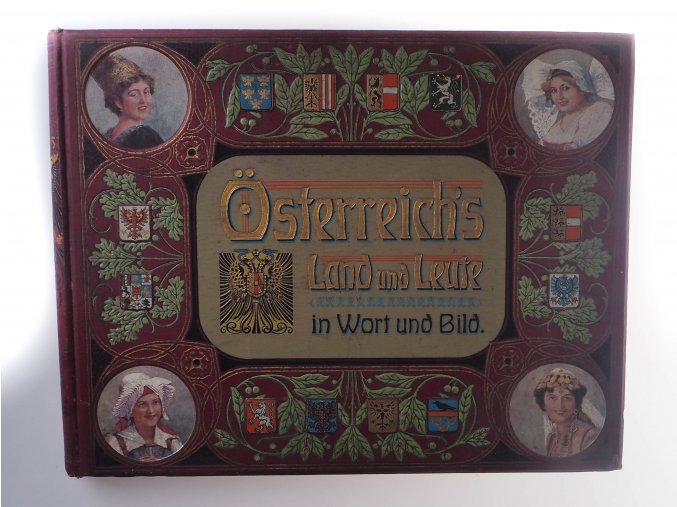 Österreich's
Land und Leute
in Wort und Bild.